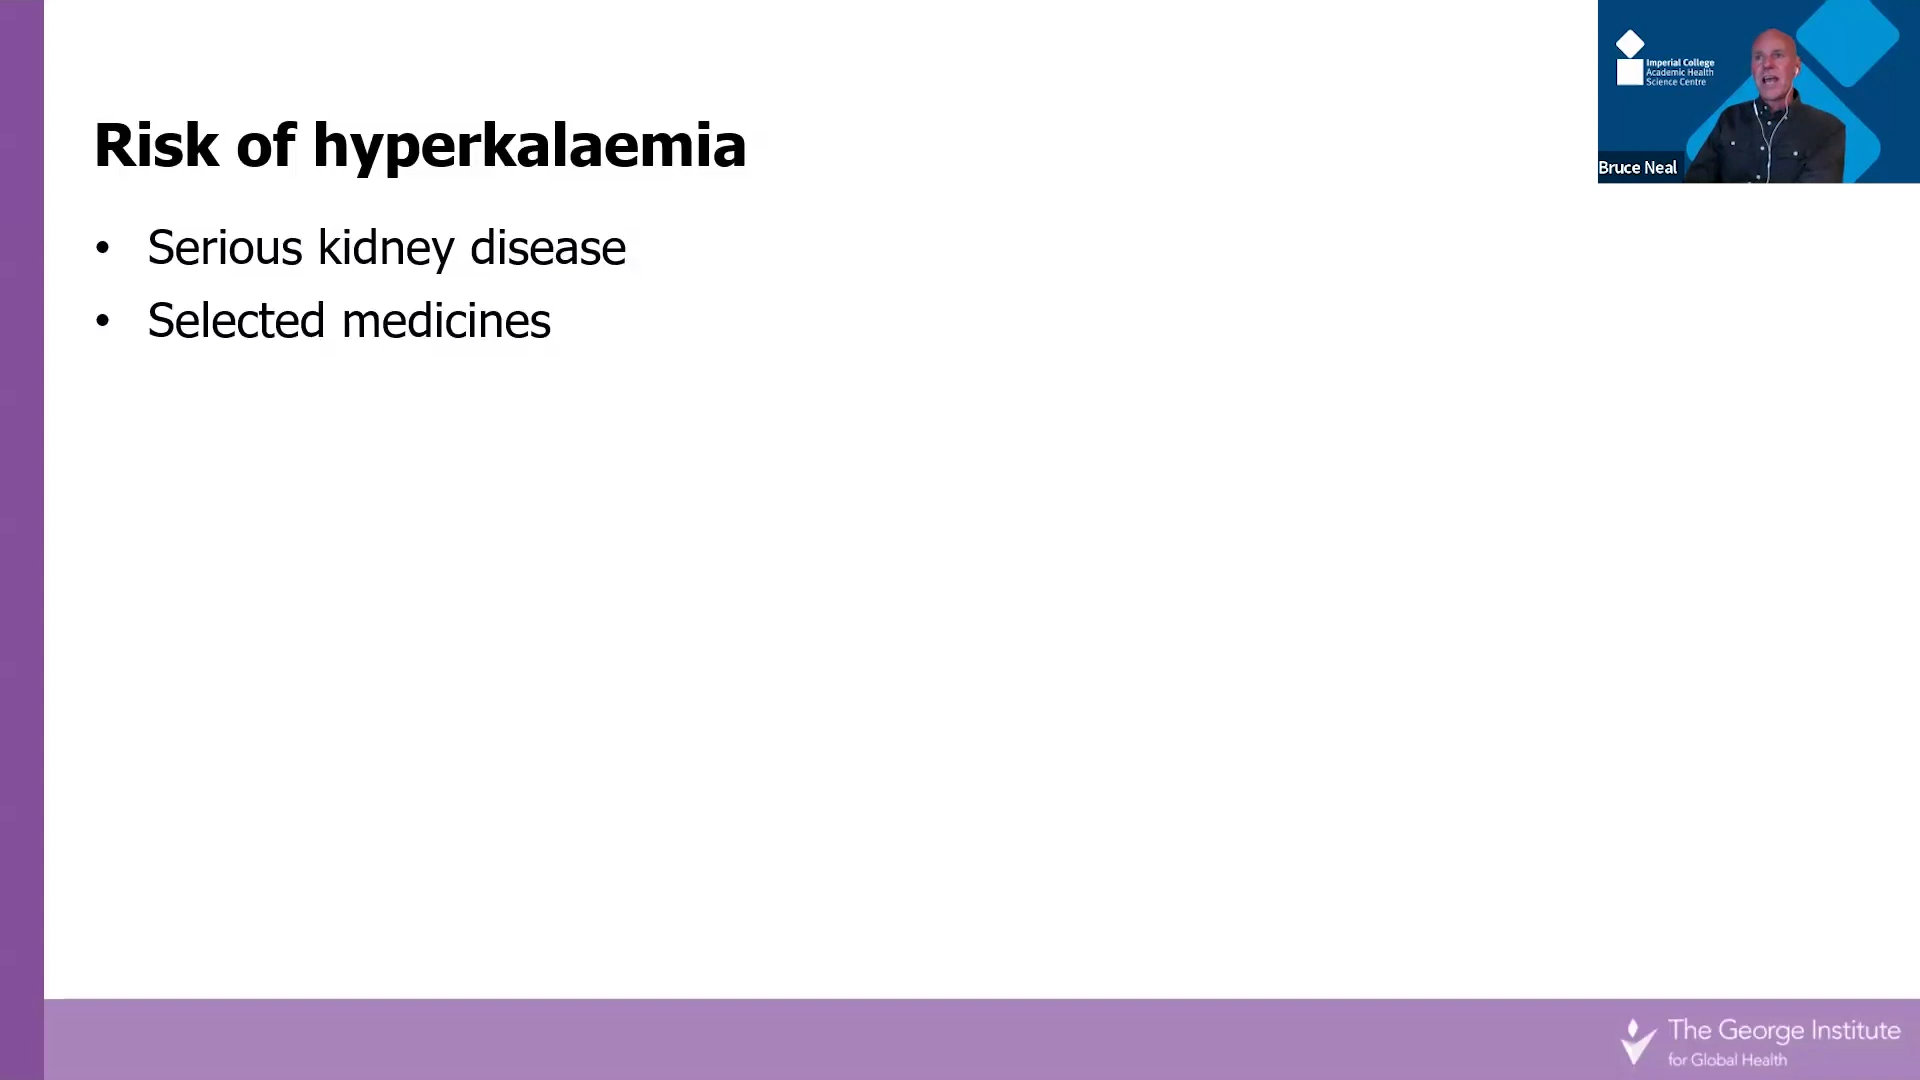 Risk of hyperkalaemia
• Serious kidney disease
• Selected medicines
Imperial College
Academic Health
Science Centre
Bruce Neal
The George Institute
for Global Health